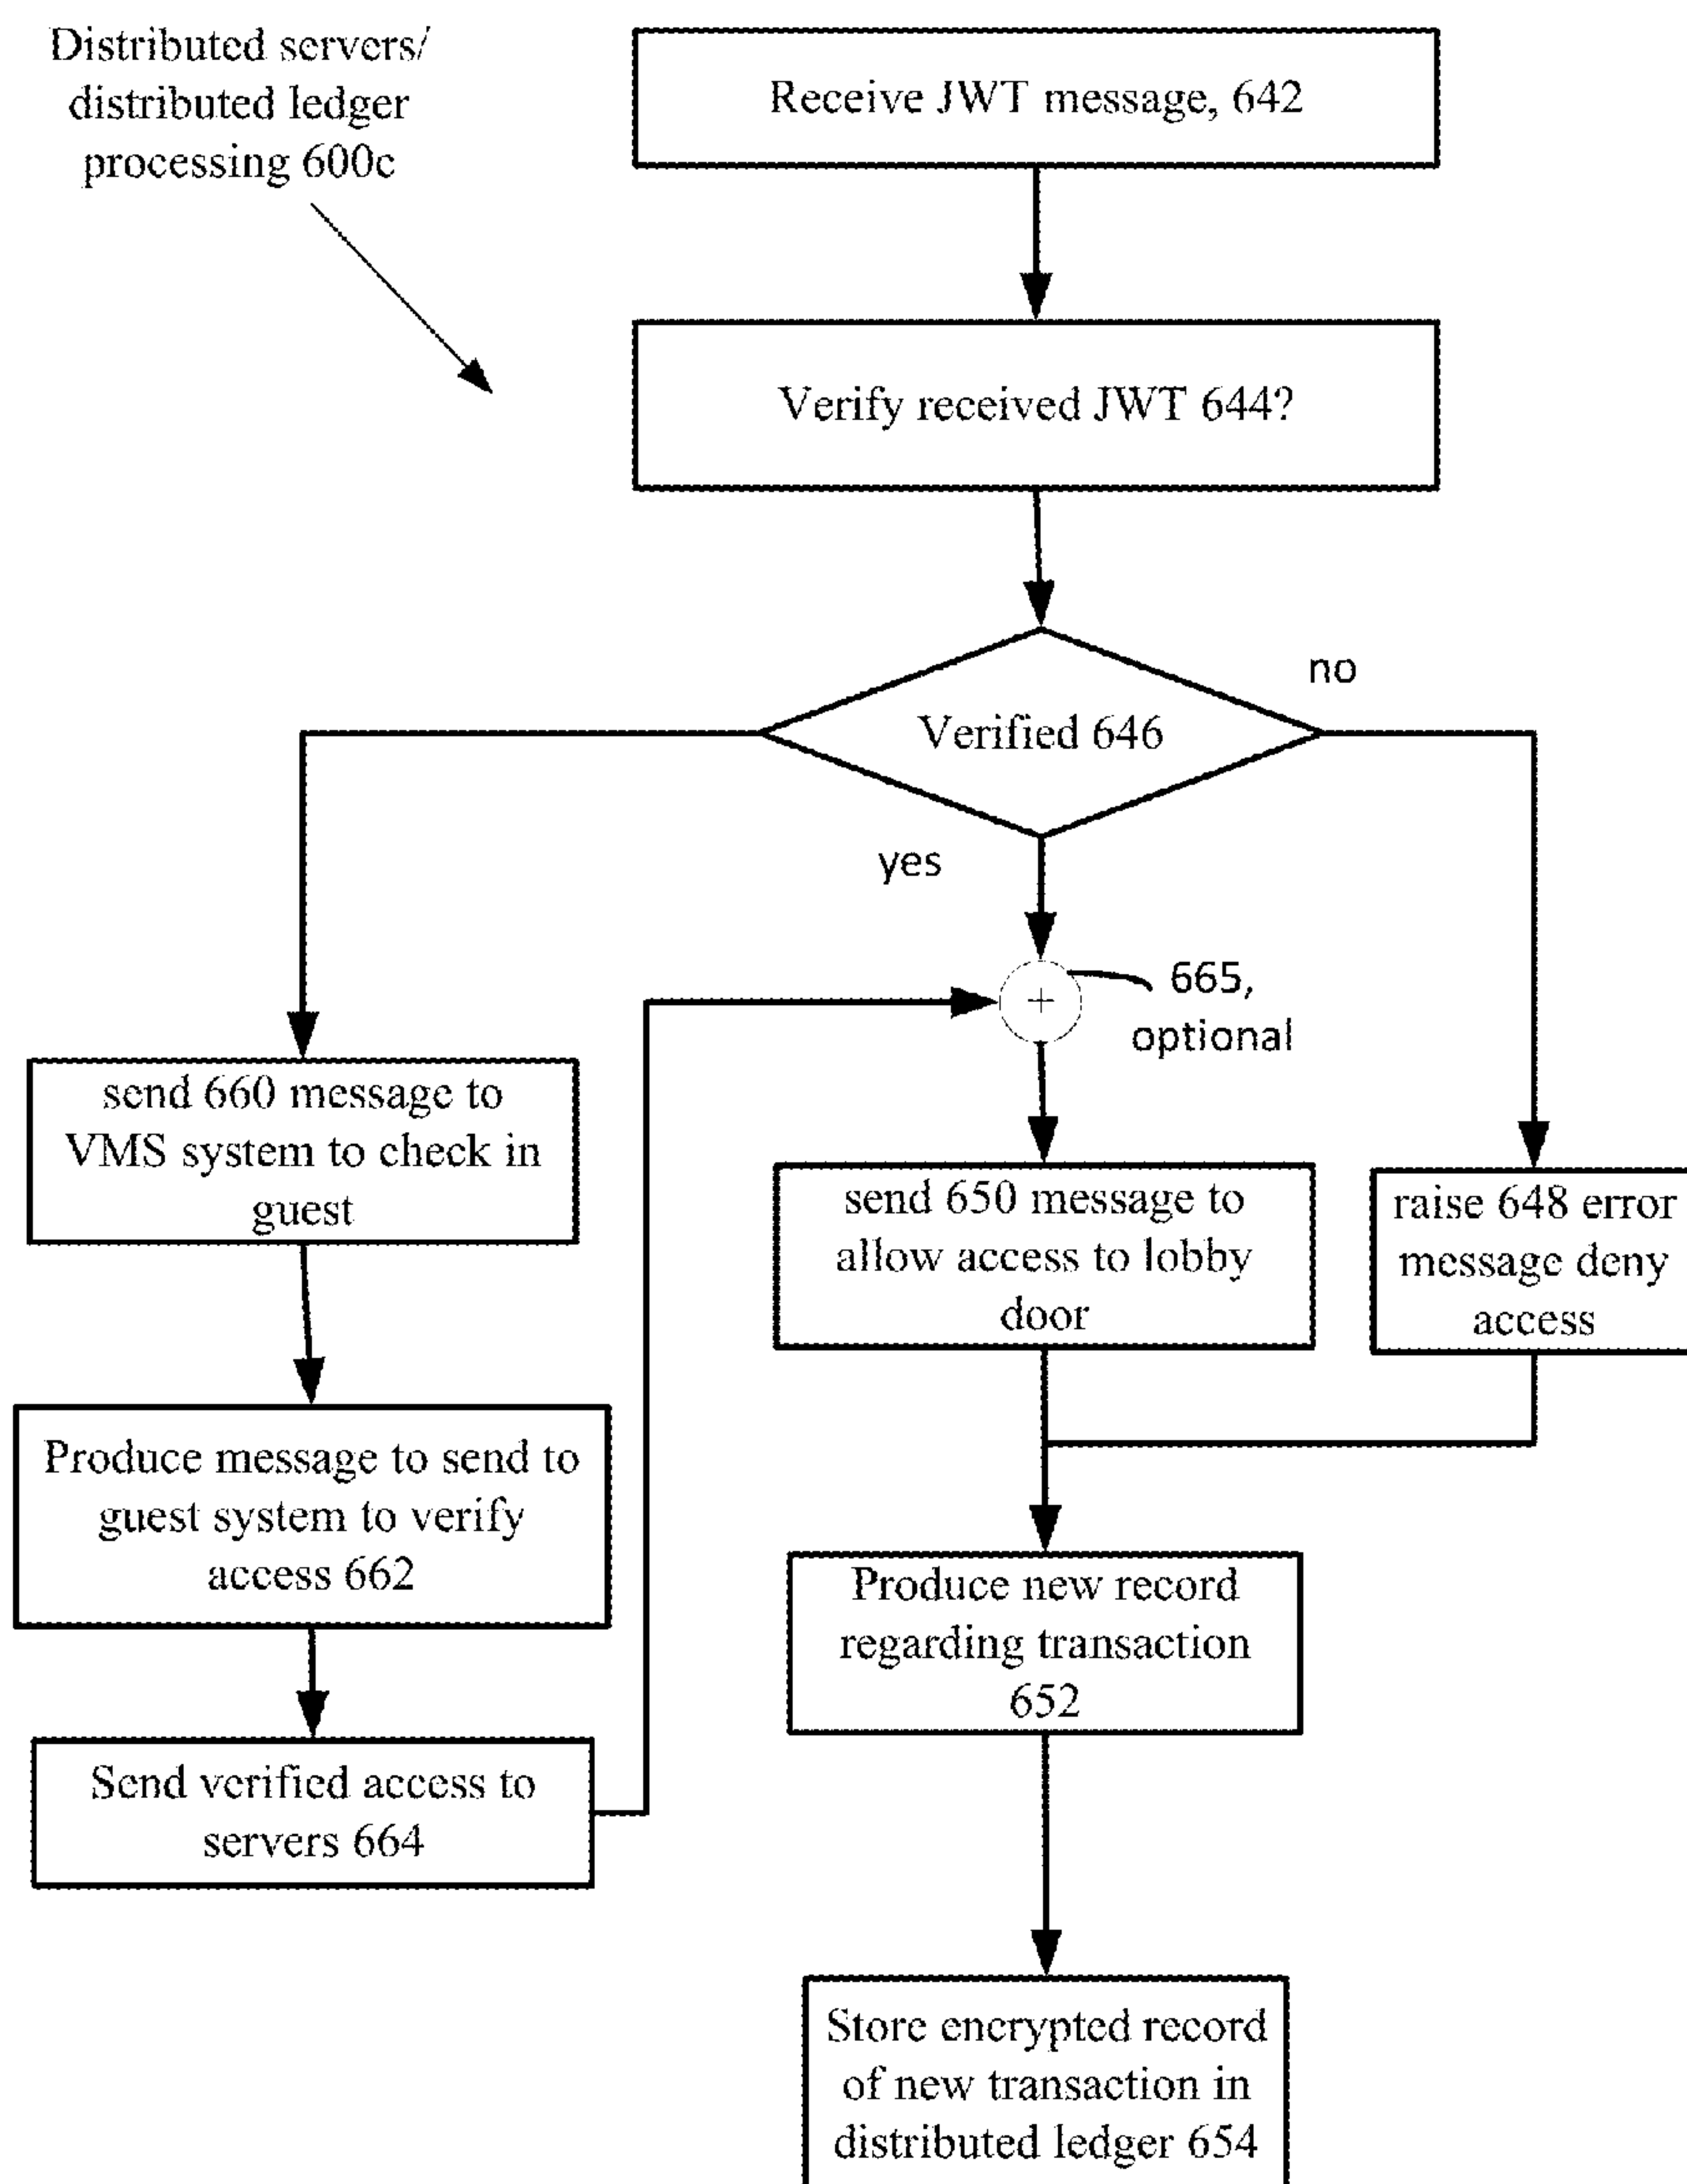 Distributed servers/
distributed ledger
processing 600c
Receive JWT message, 642
Verify received JWT 644?
Verified 646
no
yes
665,
optional
send 660 message to
VMS system to check in
guest
send 650 message to
allow access to lobby
door
raise 648 error
message deny
access
Produce message to send to
guest system to verify
access 662
Produce new record
regarding transaction
652
Send verified access to
servers 664
Store encrypted record
of new transaction in
distributed ledger 654